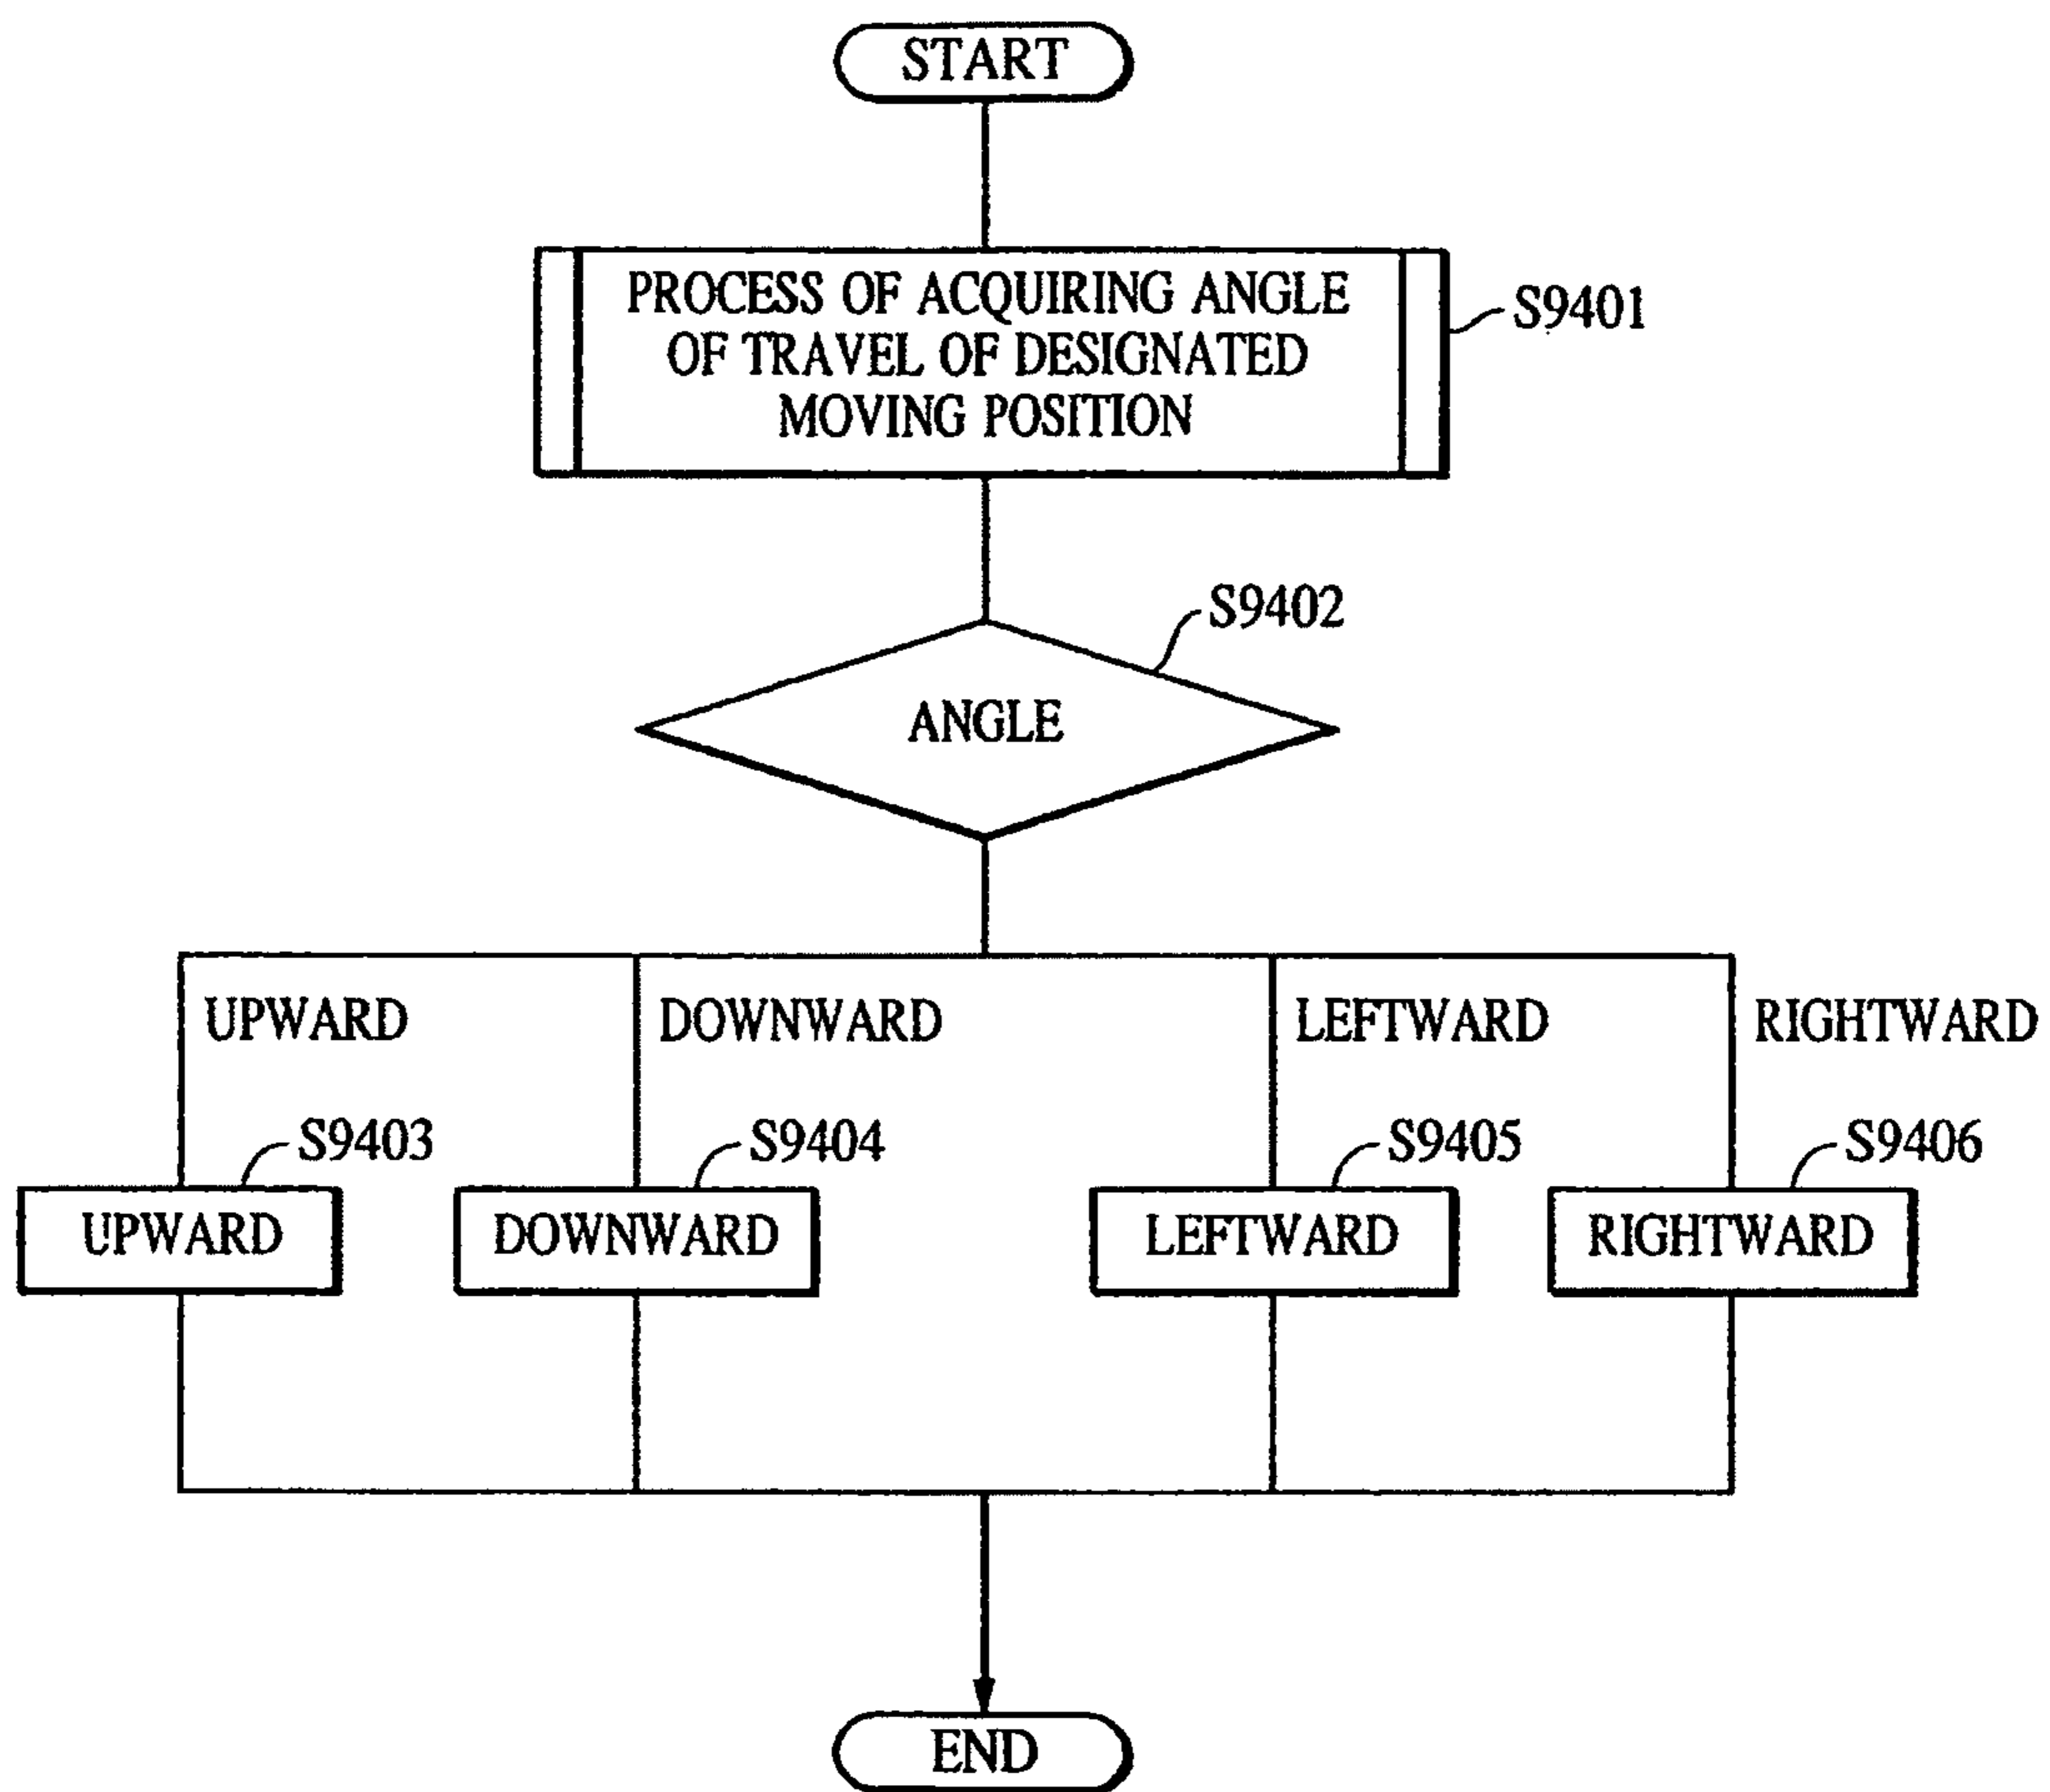 START
PROCESS OF ACQUIRING ANGLE
OF TRAVEL OF DESIGNATED
MOVING POSITION
S9401
S9402
ANGLE
UPWARD
DOWNWARD
LEFTWARD
RIGHTWARD
S9403
S9404
S9405
S9406
UPWARD
DOWNWARD
LEFTWARD
RIGHTWARD
END